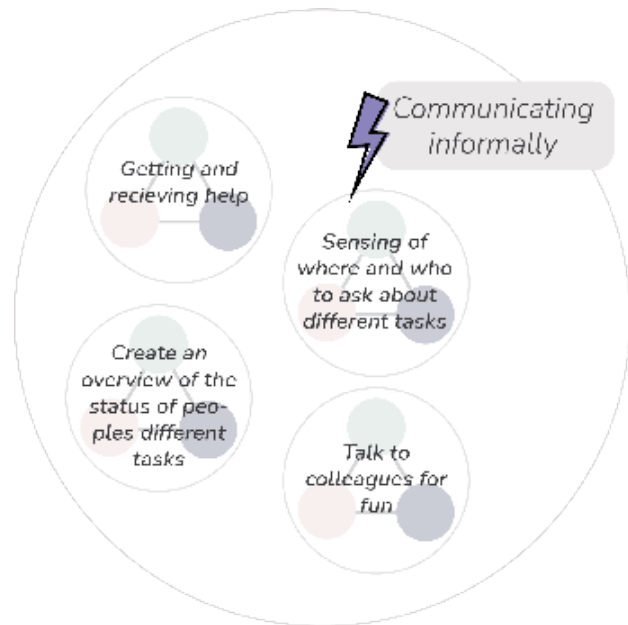 Communicating
informally
Getting and
recieving help
Sensing of
where and who
to ask about
different tasks
Create an
overview of the
status of peo-
ples different
tasks
Talk to
colleagues for
fun